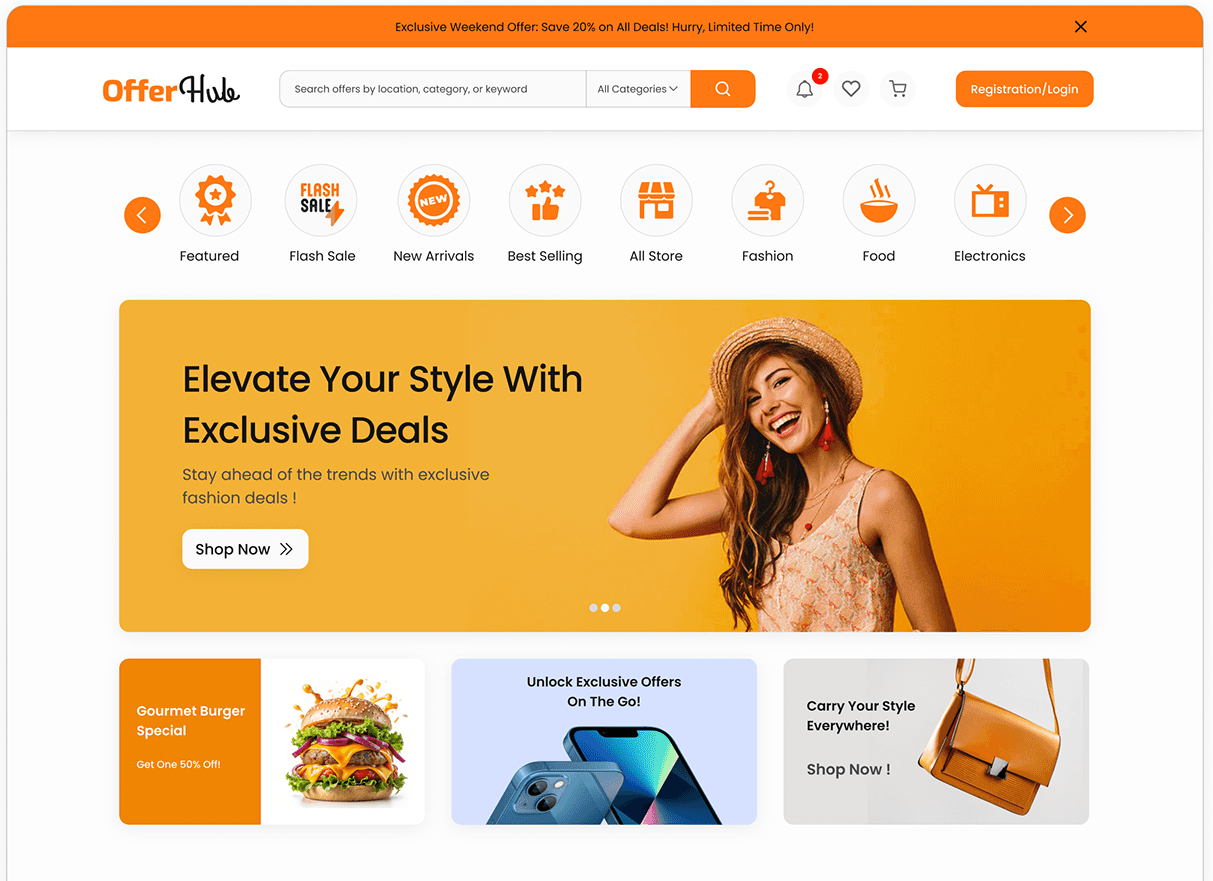 Exclusive Weekend Offer: Save 20% on All Deals! Hurry, Limited Time Only!
OfferHub
Search offers by location, category, or keyword
All Categories
2
Registration/Login
FLASH
SALE
NEW
Featured
Flash Sale
New Arrivals
Best Selling
All Store
Fashion
Food
Electronics
Elevate Your Style With
Exclusive Deals
Stay ahead of the trends with exclusive
fashion deals !
Shop Now
Gourmet Burger
Special
Get One 50% Off!
Unlock Exclusive Offers
On The Go!
Carry Your Style
Everywhere!
Shop Now !